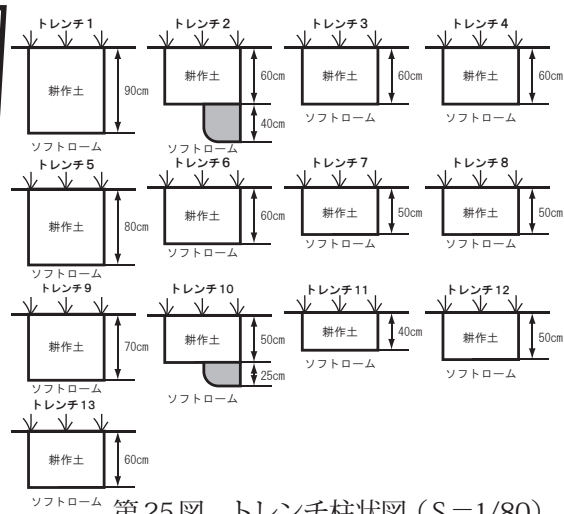 トレンチ1
耕作土
90cm
ソフトローム
トレンチ2
耕作土
60cm
40cm
ソフトローム
トレンチ3
耕作土
60cm
ソフトローム
トレンチ4
耕作土
60cm
ソフトローム
トレンチ5
耕作土
80cm
ソフトローム
トレンチ6
耕作土
60cm
ソフトローム
トレンチ7
耕作土
50cm
ソフトローム
トレンチ8
耕作土
50cm
ソフトローム
トレンチ9
耕作土
70cm
ソフトローム
トレンチ10
耕作土
50cm
25cm
ソフトローム
トレンチ11
耕作土
40cm
ソフトローム
トレンチ12
耕作土
50cm
ソフトローム
トレンチ13
耕作土
60cm
ソフトローム
第25図 トレンチ柱状図（S=1/80）